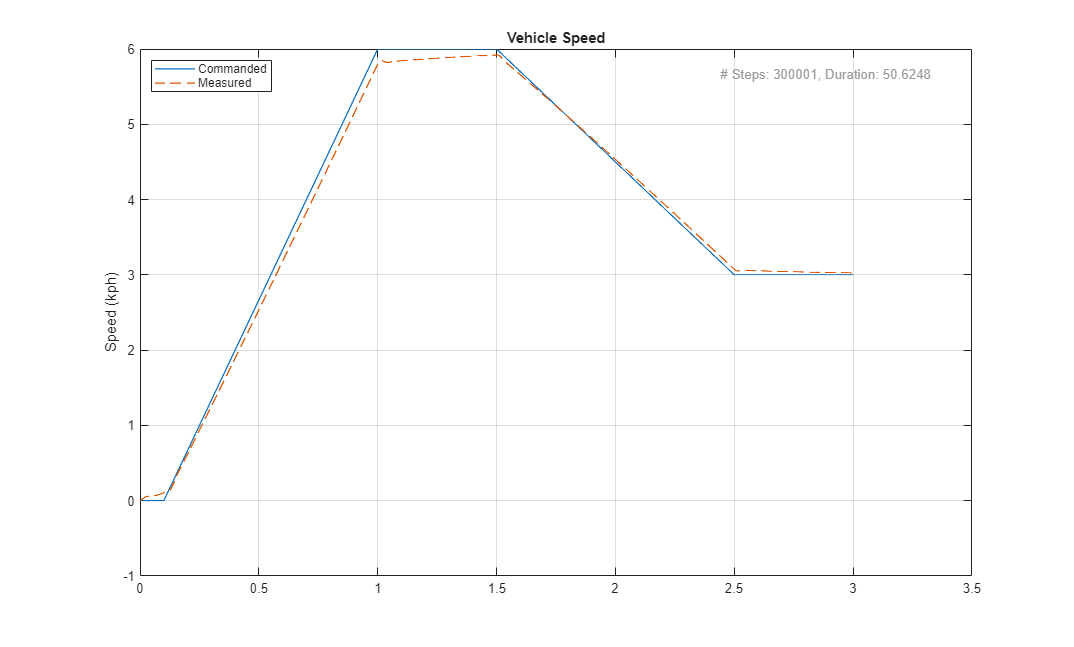 Vehicle Speed
Commanded
Measured
# Steps: 300001, Duration: 50.6248
Speed (kph)
6
5
4
3
2
1
0
-1
0 0.5 1 1.5 2 2.5 3 3.5